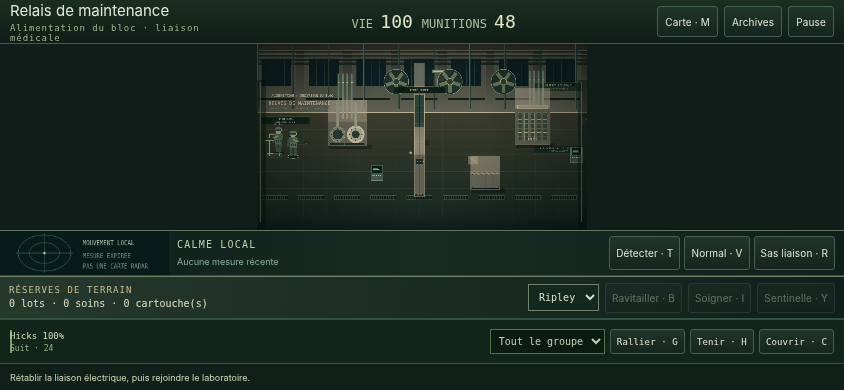 Relais de maintenance
Alimentation du bloc · liaison
médicale
VIE 100 MUNITIONS 48
Carte · M
Archives
Pause
RELAIS DE MAINTENANCE
MOUVEMENT LOCAL
MESURE EXPIRÉE
PAS UNE CARTE RADAR
CALME LOCAL
Aucune mesure récente
Détecter · T
Normal · V
Sas liaison · R
RÉSERVES DE TERRAIN
0 lots · 0 soins · 0 cartouche(s)
Ripley
Ravitailler · B
Soigner · I
Sentinelle · Y
Hicks 100%
Suit · 24
Tout le groupe
Rallier · G
Tenir · H
Couvrir · C
Rétablir la liaison électrique, puis rejoindre le laboratoire.